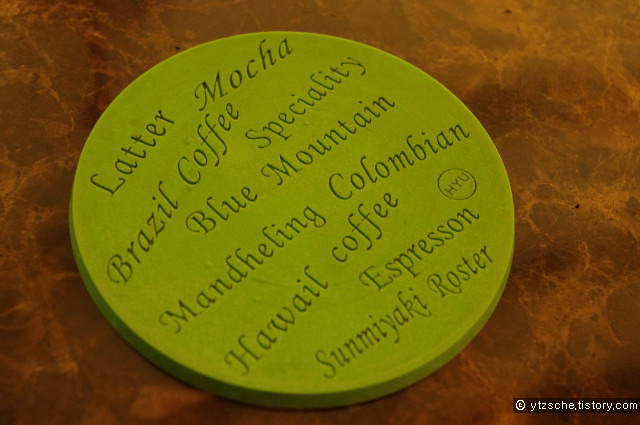 Latter Mocha
Brazil Coffee
Speciality
Blue Mountain
Mandheling Colombian
Hawail coffee
HYU
Espresson
Sunmiyaki Roster
© ytzsche.tistory.com